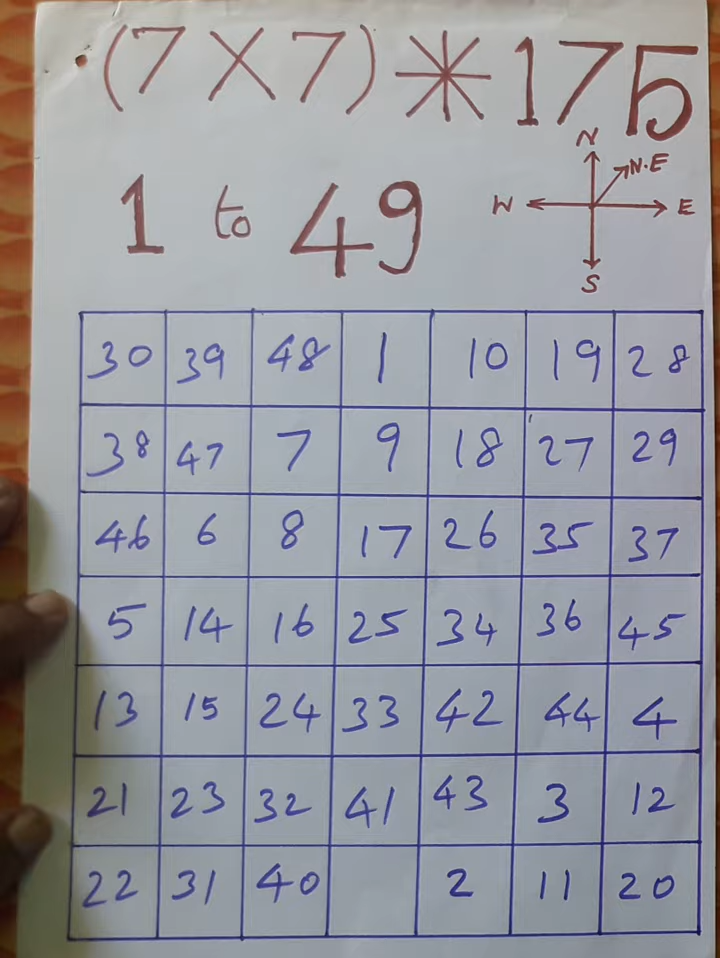 (7 X 7) * 175
1 to 49
N
N.E
W E
S
30 39 48 1 10 19 28
38 47 7 9 18 27 29
46 6 8 17 26 35 37
5 14 16 25 34 36 45
13 15 24 33 42 44 4
21 23 32 41 43 3 12
22 31 40 2 11 20